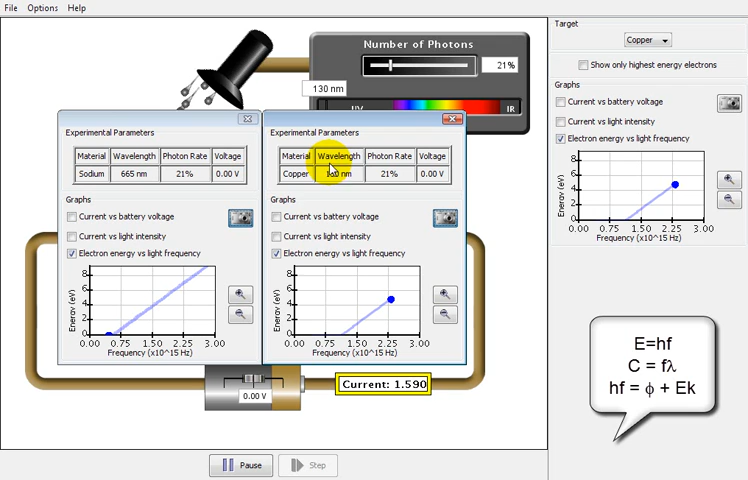 File Options Help
Number of Photons
21%
130 nm
UV
IR
Target
Copper
Show only highest energy electrons
Graphs
Current vs battery voltage
Current vs light intensity
Electron energy vs light frequency
8
6
4
2
0
0.00 0.75 1.50 2.25 3.00
Frequency (x10^15 Hz)
Energy (eV)
Experimental Parameters
Material Wavelength Photon Rate Voltage
Sodium 665 nm 21% 0.00 V
Graphs
Current vs battery voltage
Current vs light intensity
Electron energy vs light frequency
8
6
4
2
0
0.00 0.75 1.50 2.25 3.00
Frequency (x10^15 Hz)
Energy (eV)
Experimental Parameters
Material Wavelength Photon Rate Voltage
Copper nm 21% 0.00 V
Graphs
Current vs battery voltage
Current vs light intensity
Electron energy vs light frequency
8
6
4
2
0
0.00 0.75 1.50 2.25 3.00
Frequency (x10^15 Hz)
Energy (eV)
E=hf
C = fλ
hf = ϕ + Ek
Current: 1.590
0.00 V
Pause
Step